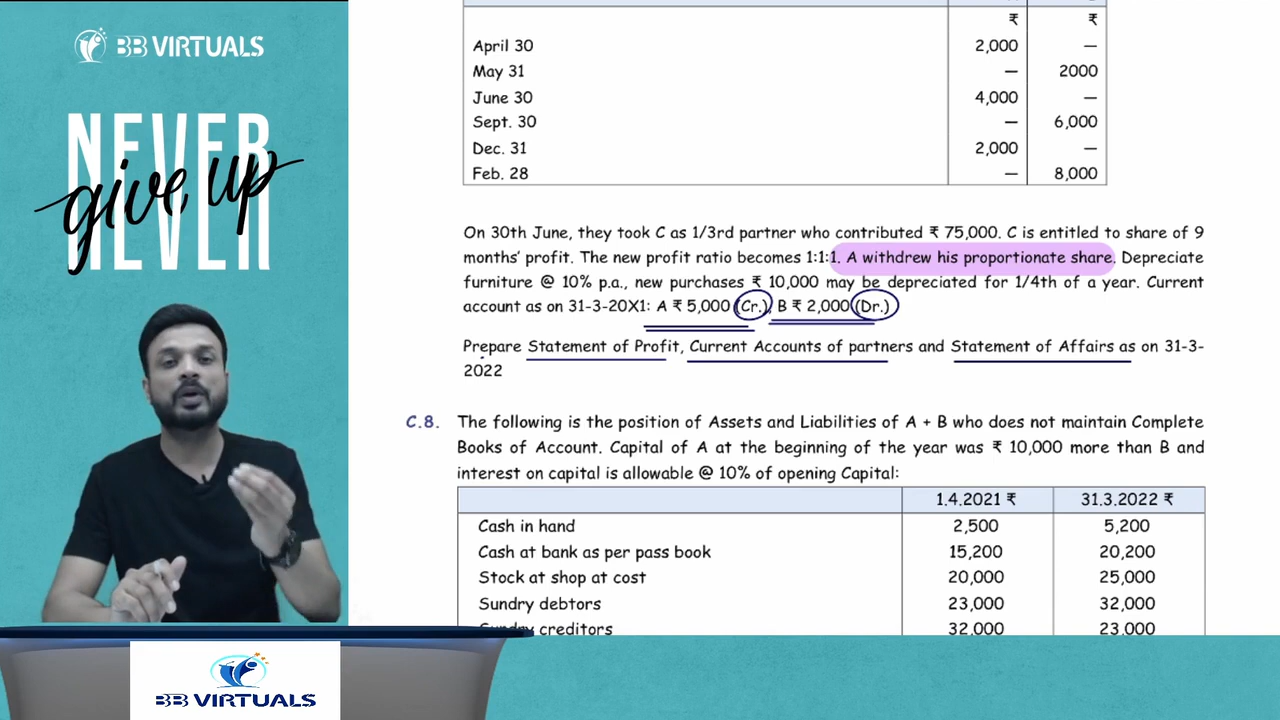 BB VIRTUALS
NEVER
give up
NEVER
₹ ₹
April 30 2,000 —
May 31 — 2000
June 30 4,000 —
Sept. 30 — 6,000
Dec. 31 2,000 —
Feb. 28 — 8,000
On 30th June, they took C as 1/3rd partner who contributed ₹ 75,000. C is entitled to share of 9
months' profit. The new profit ratio becomes 1:1:1. A withdrew his proportionate share. Depreciate
furniture @ 10% p.a., new purchases ₹ 10,000 may be depreciated for 1/4th of a year. Current
account as on 31-3-20X1: A ₹ 5,000 (Cr.), B ₹ 2,000 (Dr.)
Prepare Statement of Profit, Current Accounts of partners and Statement of Affairs as on 31-3-
2022
C.8. The following is the position of Assets and Liabilities of A + B who does not maintain Complete
Books of Account. Capital of A at the beginning of the year was ₹ 10,000 more than B and
interest on capital is allowable @ 10% of opening Capital:
1.4.2021 ₹ 31.3.2022 ₹
Cash in hand 2,500 5,200
Cash at bank as per pass book 15,200 20,200
Stock at shop at cost 20,000 25,000
Sundry debtors 23,000 32,000
Sundry creditors 32,000 23,000
BB VIRTUALS